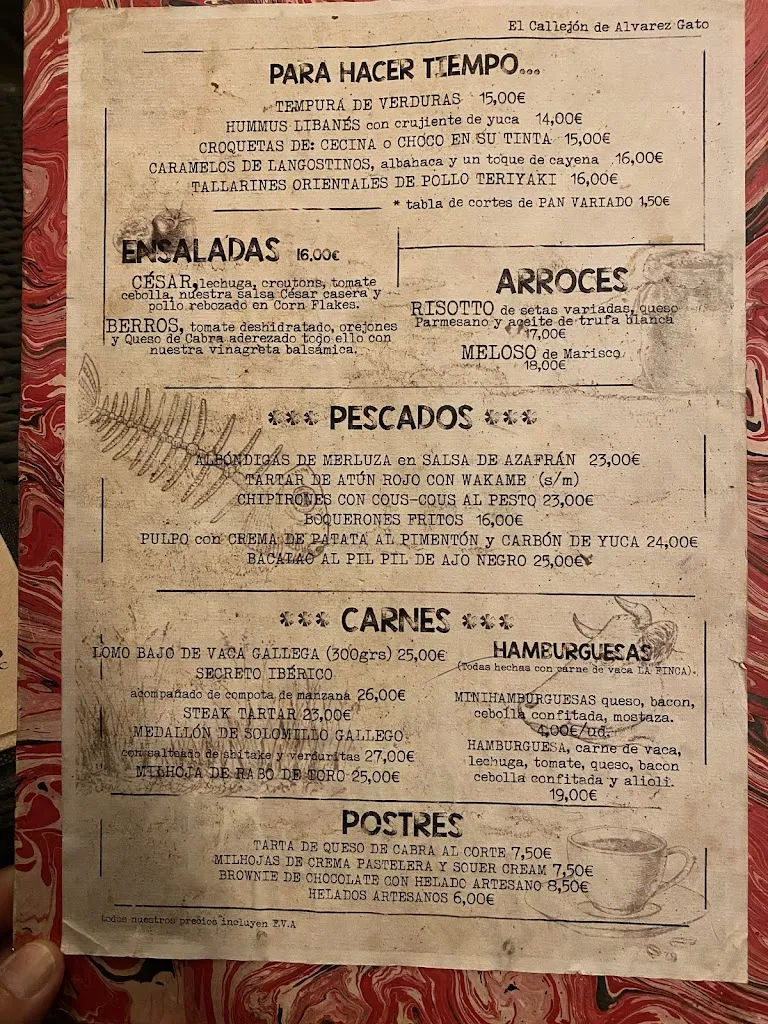 El Callejón de Alvarez Gato
PARA HACER TIEMPO...
TEMPURA DE VERDURAS 15,00€
HUMMUS LIBANÉS con crujiente de yuca 14,00€
CROQUETAS DE: CECINA o CHOCO EN SU TINTA 15,00€
CARAMELOS DE LANGOSTINOS, albahaca y un toque de cayena .16,00€
TALLARINES ORIENTALES DE POLLO TERIYAKI 16,00€
* tabla de cortes de PAN VARIADO 1,50€
ENSALADAS 16,00€
CÉSAR, lechuga, croutons, tomate
cebolla, nuestra salsa César casera y
pollo rebozado en Corn Flakes.
BERROS, tomate deshidratado, orejones
y Queso de Cabra aderezado todo ello con
nuestra vinagreta balsámica.
ARROCES
RISOTTO de setas variadas, queso
Parmesano y aceite de trufa blanca
17,00€
MELOSO de Marisco
18,00€
*** PESCADOS ***
ALBÓNDIGAS DE MERLUZA en SALSA DE AZAFRÁN 23,00€
TARTAR DE ATÚN ROJO CON WAKAME (s/m)
CHIPIRONES CON COUS-COUS AL PESTO 23,00€
BOQUERONES FRITOS 16,00€
PULPO con CREMA DE PATATA AL PIMENTÓN y CARBÓN DE YUCA 24,00€
BACALAO AL PIL PIL DE AJO NEGRO 25,00€
*** CARNES ***
LOMO BAJO DE VACA GALLEGA (300grs) 25,00€
SECRETO IBÉRICO
acompañado de compota de manzana 26,00€
STEAK TARTAR 23,00€
MEDALLÓN DE SOLOMILLO GALLEGO
con salteado de shitake y verduritas 27,00€
MILHOJA DE RABO DE TORO 25,00€
HAMBURGUESAS
(Todas hechas con carne de vaca LA FINCA).
MINIHAMBURGUESAS queso, bacon,
cebolla confitada, mostaza.
4,00€/ud.
HAMBURGUESA, carne de vaca,
lechuga, tomate, queso, bacon
cebolla confitada y alioli.
19,00€
POSTRES
TARTA DE QUESO DE CABRA AL CORTE 7,50€
MILHOJAS DE CREMA PASTELERA Y SOUER CREAM 7,50€
BROWNIE DE CHOCOLATE CON HELADO ARTESANO 8,50€
HELADOS ARTESANOS 6,00€
todos nuestros precios incluyen I.V.A